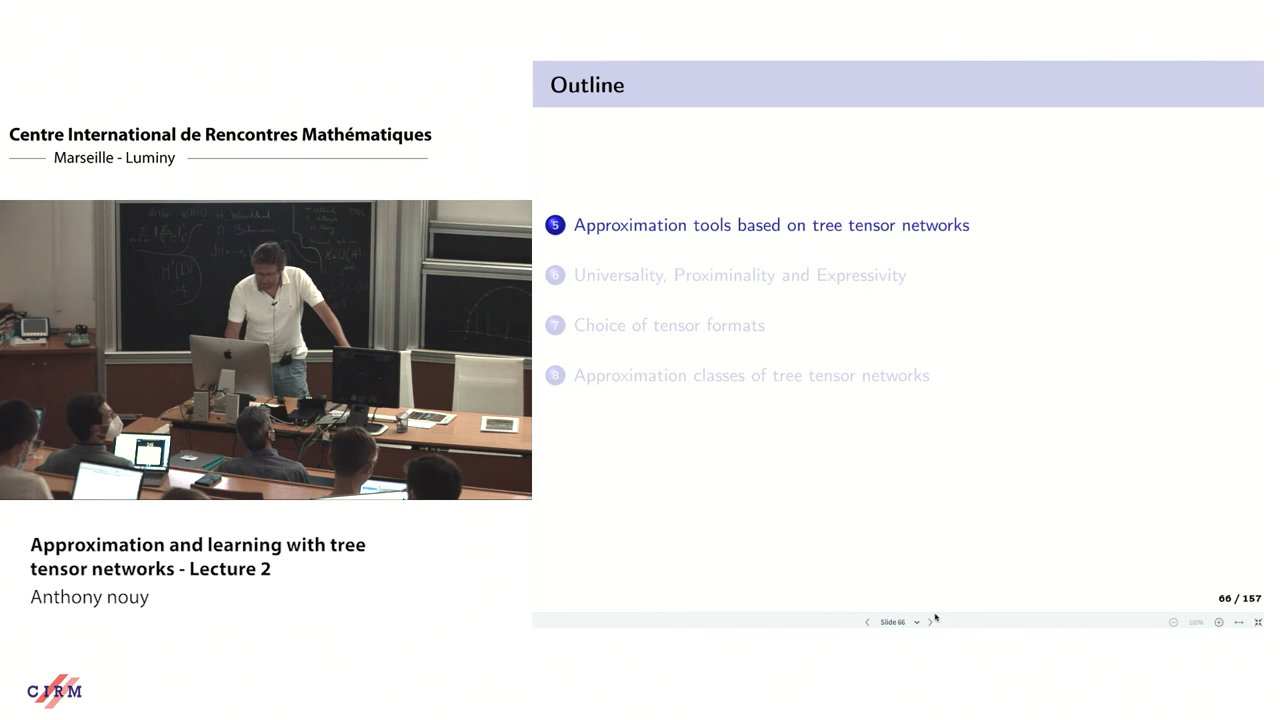 Centre International de Rencontres Mathématiques
Marseille - Luminy
Approximation and learning with tree
tensor networks - Lecture 2
Anthony nouy
CIRM
Outline
5 Approximation tools based on tree tensor networks
6 Universality, Proximinality and Expressivity
7 Choice of tensor formats
8 Approximation classes of tree tensor networks
66 / 157
Slide 66
100%